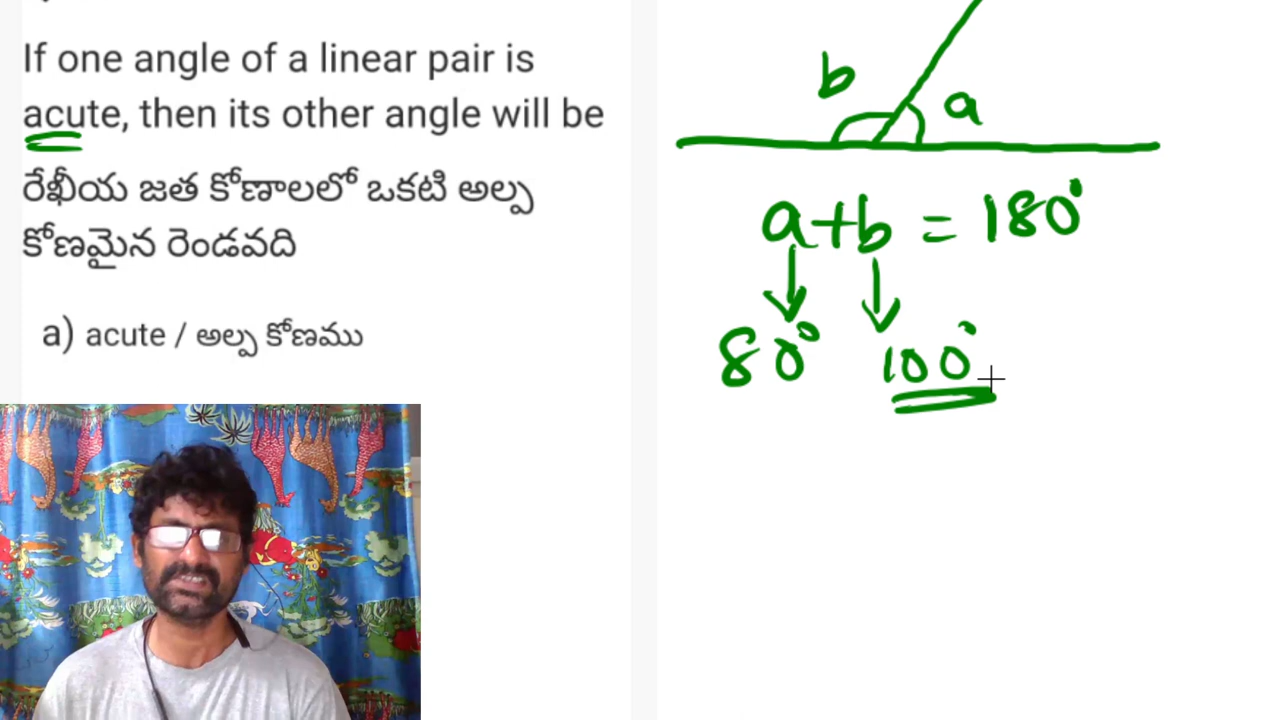 If one angle of a linear pair is
acute, then its other angle will be
రేఖీయ జత కోణాలలో ఒకటి అల్ప
కోణమైన రెండవది
a) acute / అల్ప కోణము
b
a
a+b = 180°
80° 100°